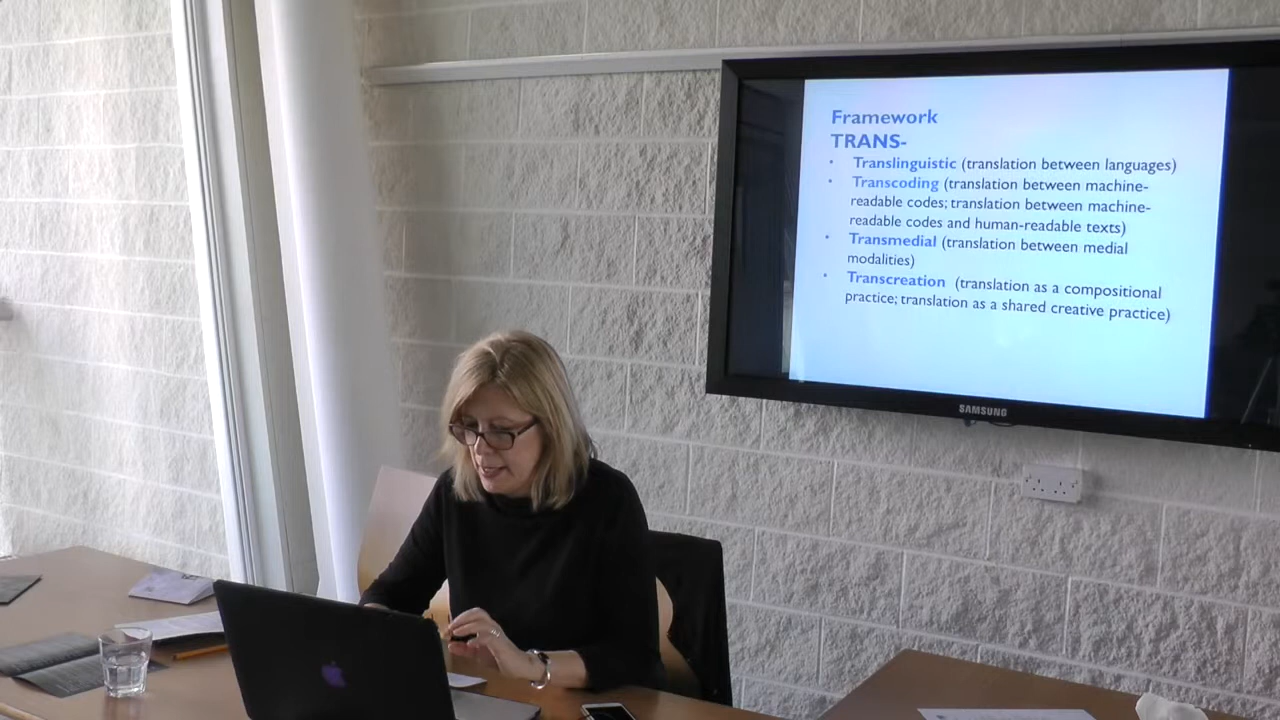 Framework
TRANS-
• Translinguistic (translation between languages)
• Transcoding (translation between machine-
readable codes; translation between machine-
readable codes and human-readable texts)
• Transmedial (translation between medial
modalities)
• Transcreation (translation as a compositional
practice; translation as a shared creative practice)
SAMSUNG